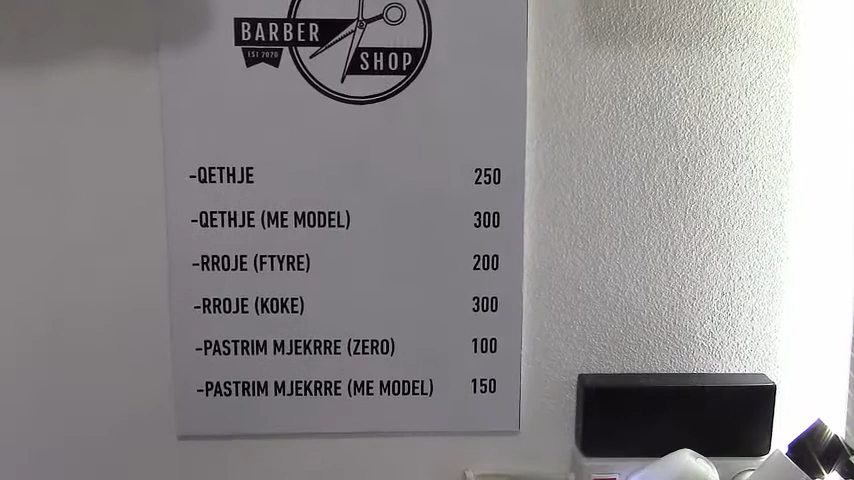 BARBER
EST 2020
SHOP
-QETHJE 250
-QETHJE (ME MODEL) 300
-RROJE (FTYRE) 200
-RROJE (KOKE) 300
-PASTRIM MJEKRRE (ZERO) 100
-PASTRIM MJEKRRE (ME MODEL) 150